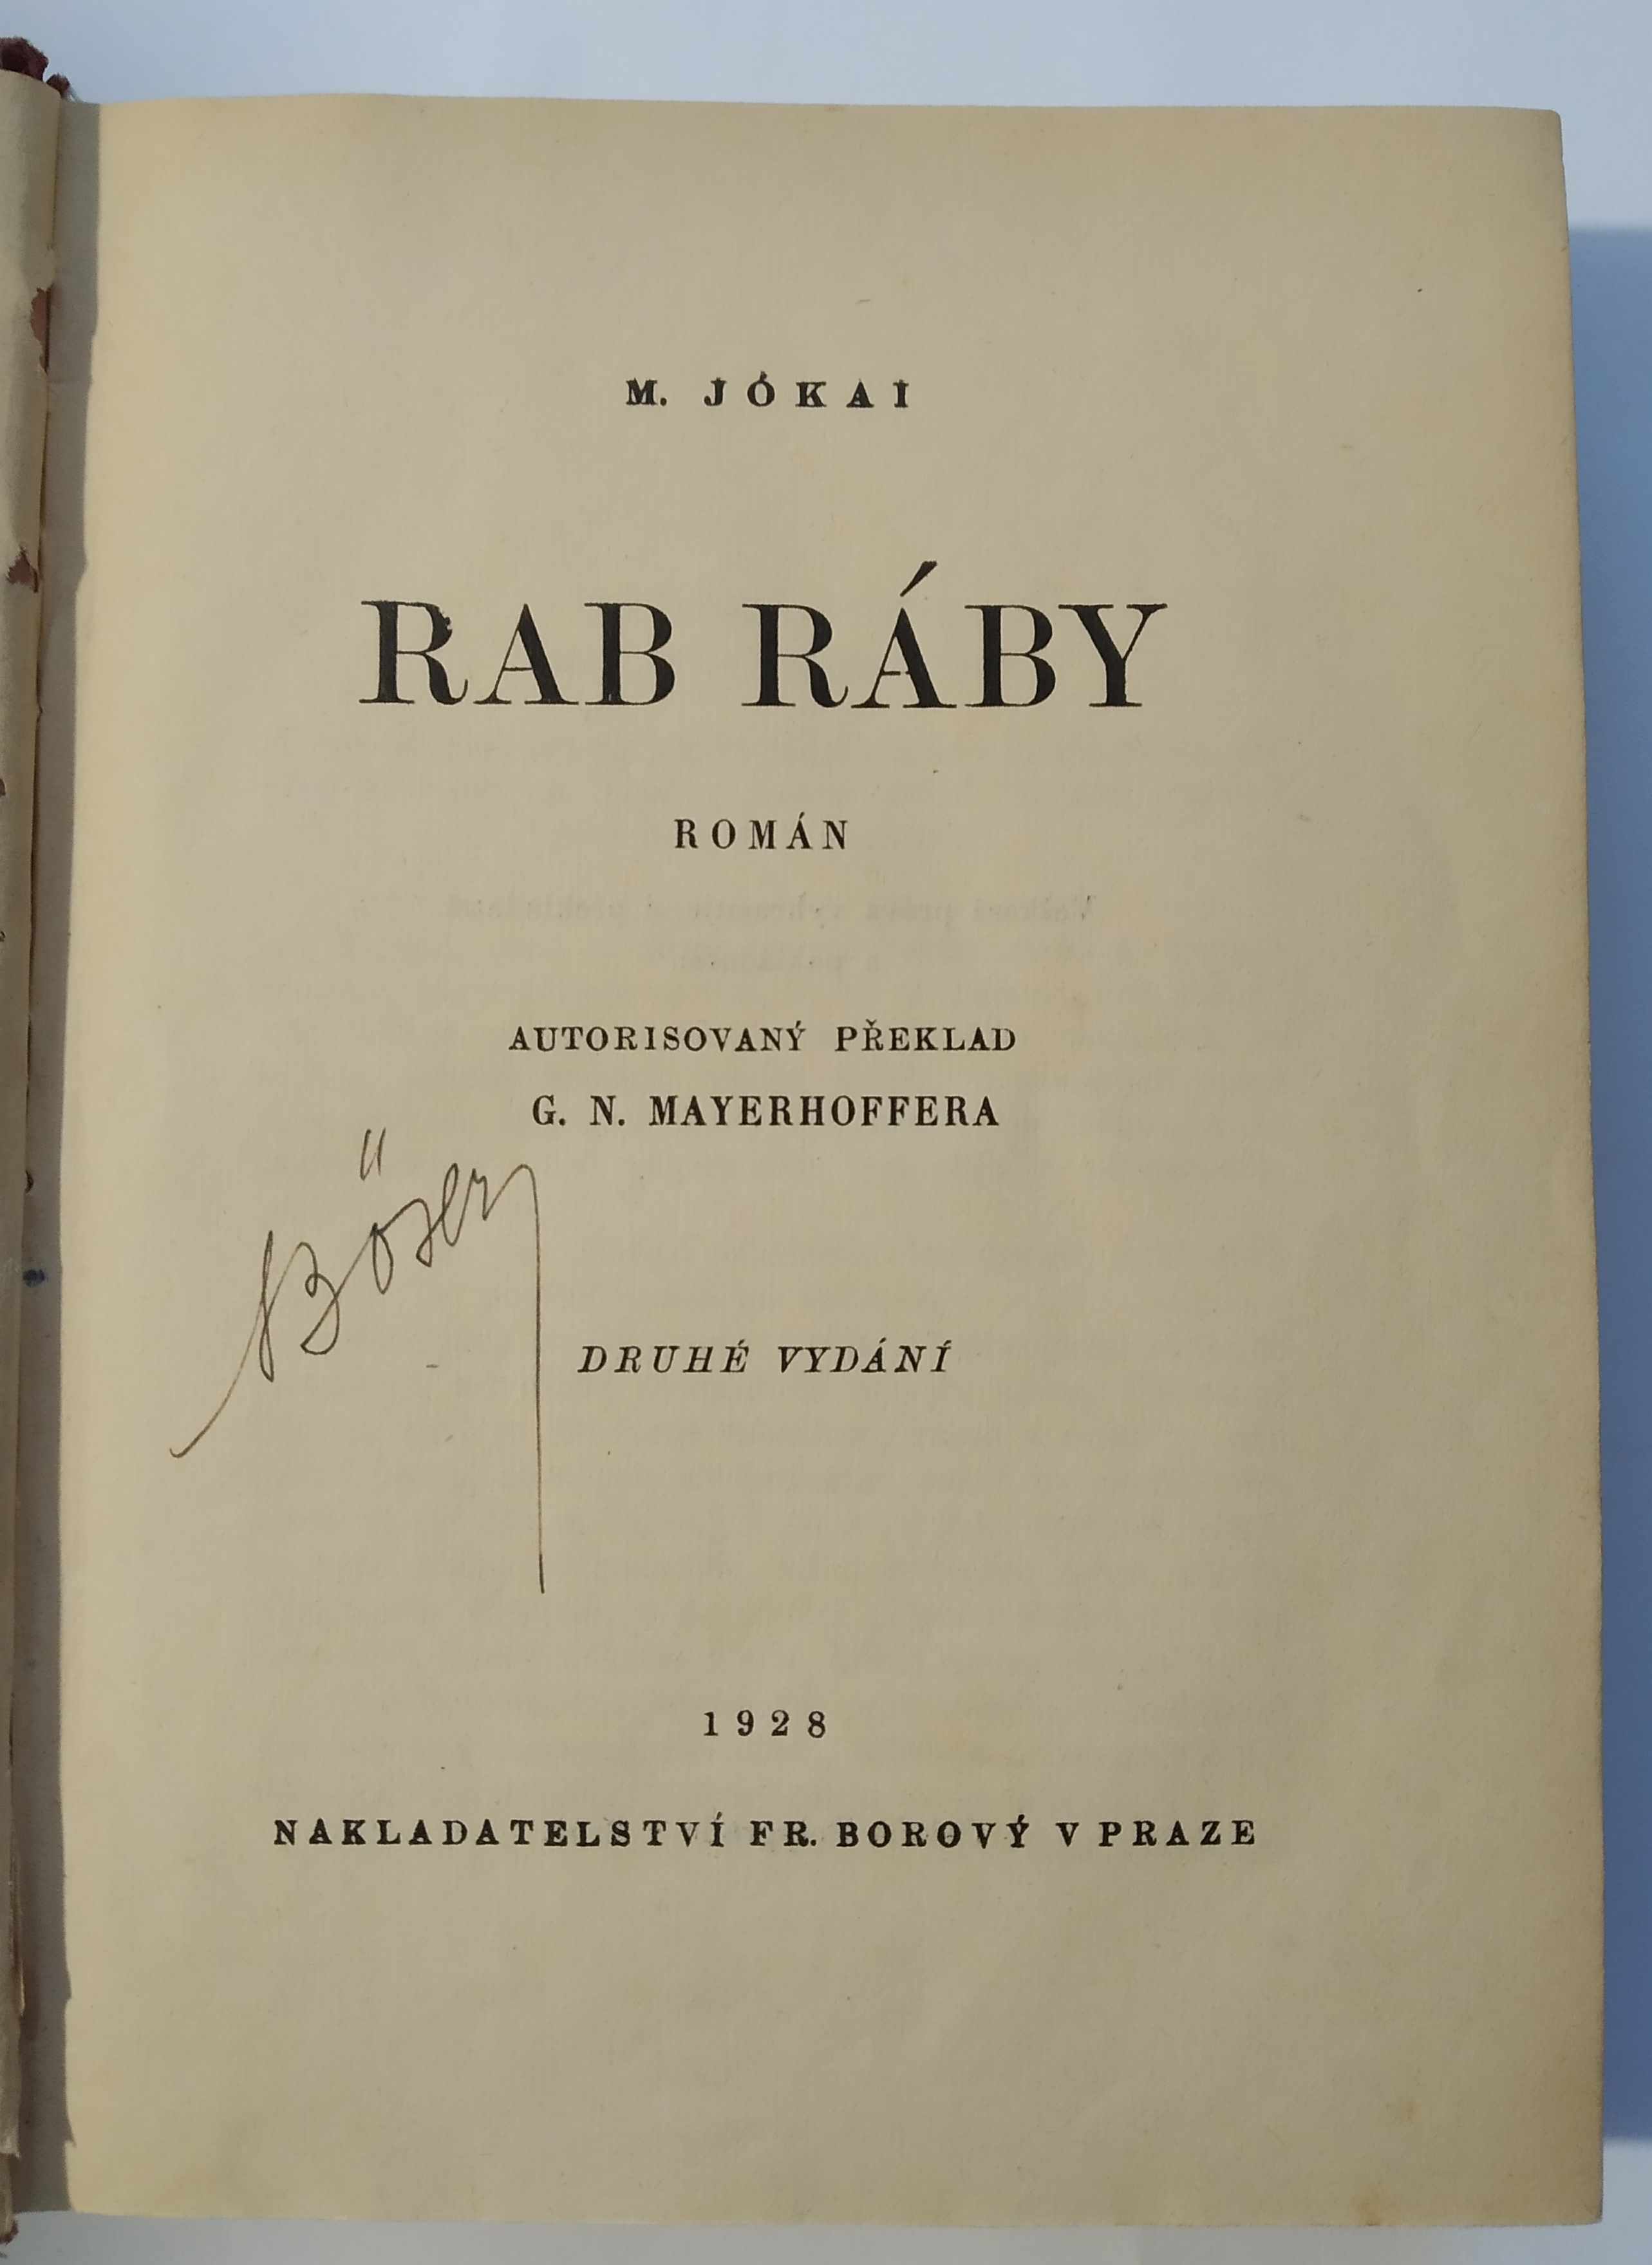 M. JÓKAI
RAB RÁBY
ROMÁN
AUTORISOVANÝ PŘEKLAD
G. N. MAYERHOFFERA
DRUHÉ VYDÁNÍ
1928
NAKLADATELSTVÍ FR. BOROVÝ V PRAZE